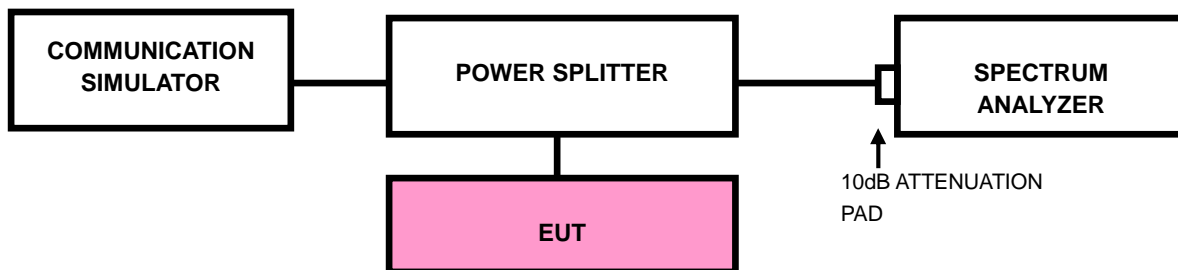 COMMUNICATION
SIMULATOR
POWER SPLITTER
SPECTRUM
ANALYZER
10dB ATTENUATION
PAD
EUT